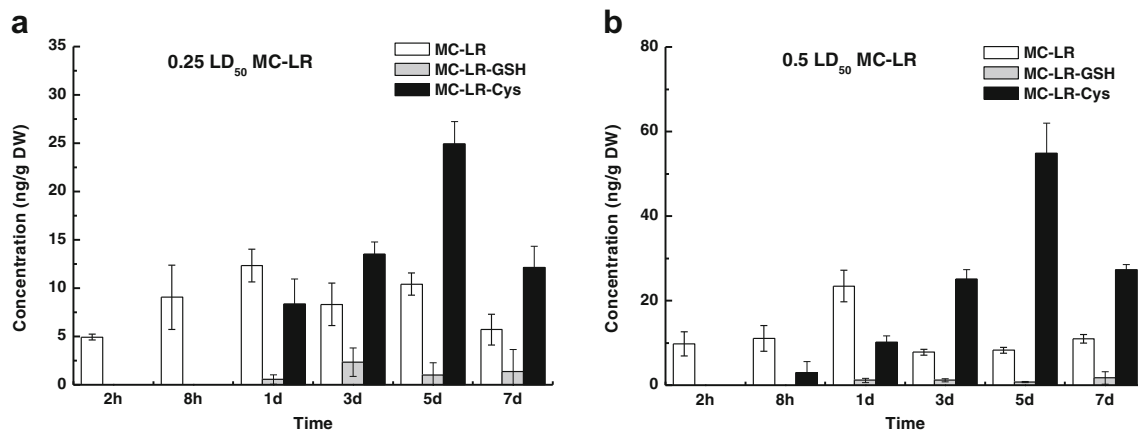 a
0.25 LD50 MC-LR
MC-LR
MC-LR-GSH
MC-LR-Cys
Concentration (ng/g DW)
35
30
25
20
15
10
5
0
2h 8h 1d 3d 5d 7d
Time
b
0.5 LD50 MC-LR
MC-LR
MC-LR-GSH
MC-LR-Cys
Concentration (ng/g DW)
80
60
40
20
0
2h 8h 1d 3d 5d 7d
Time